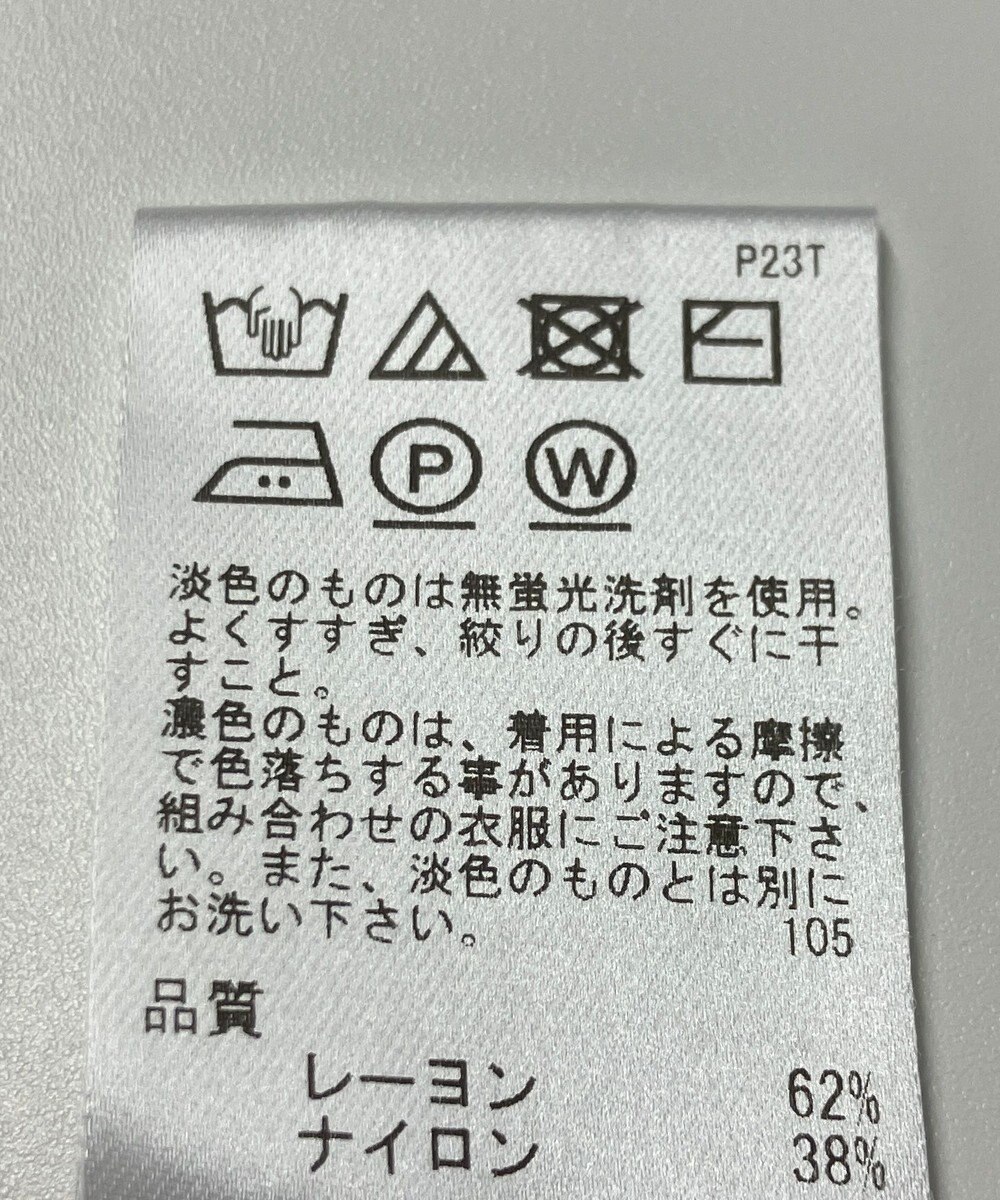 P23T
P
W
淡色のものは無蛍光洗剤を使用。
よくすすぎ、絞りの後すぐに干
すこと。
濃色のものは、着用による摩擦
で色落ちする事がありますので、
組み合わせの衣服にご注意下さ
い。また、淡色のものとは別に
お洗い下さい。
105
品質
レーヨン 62%
ナイロン 38%